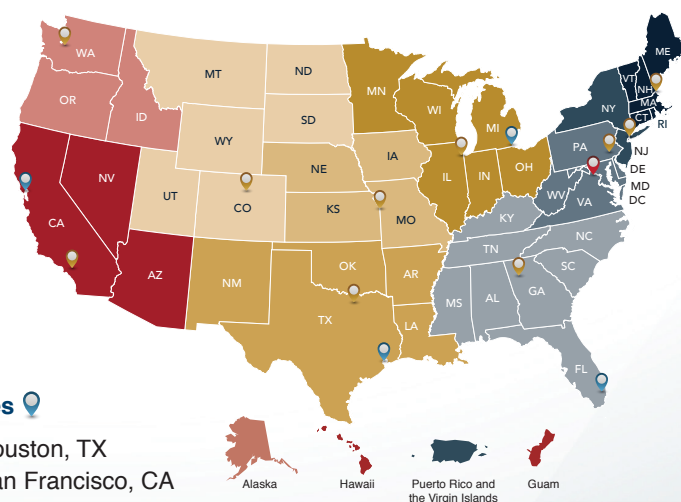 WA
ME
MT
ND
VT
NH
MN
OR
MA
NY
WI
ID
SD
MI
CT
RI
WY
PA
NJ
IA
NE
OH
DE
NV
IL
IN
MD
UT
WV
CO
VA
DC
CA
KS
MO
KY
NC
TN
OK
AZ
NM
AR
SC
MS
AL
GA
TX
LA
FL
es
ouston, TX
an Francisco, CA
Alaska
Hawaii
Puerto Rico and
the Virgin Islands
Guam